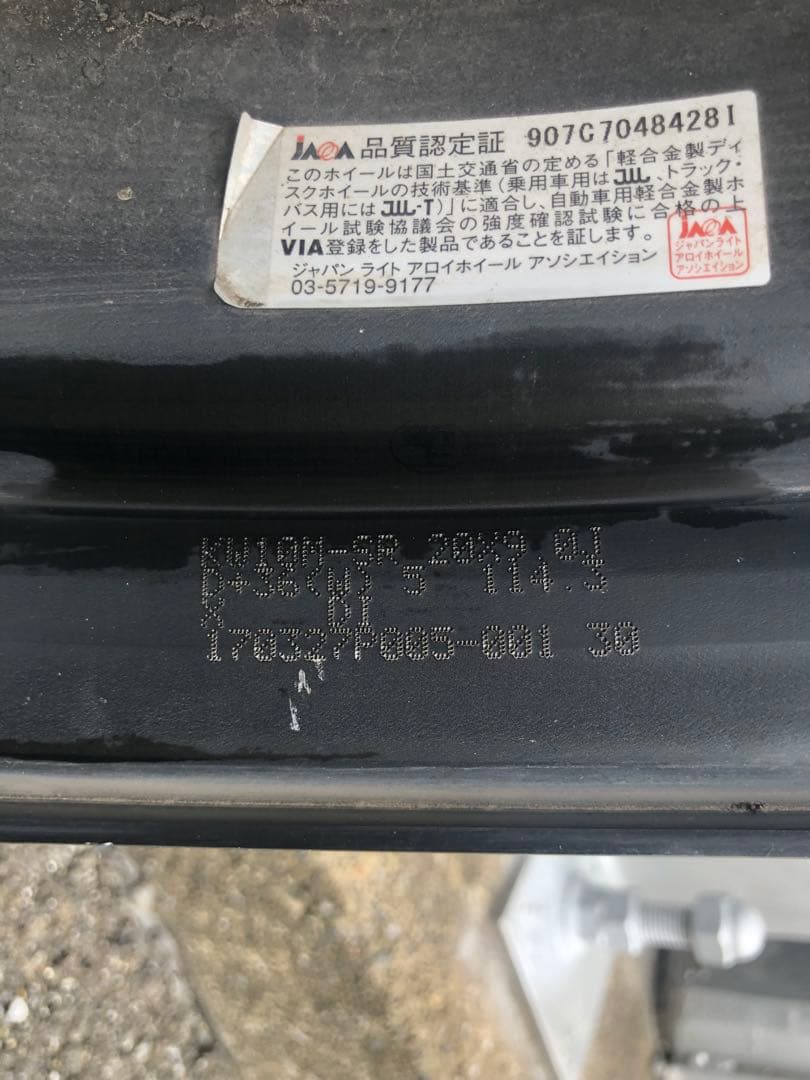 JAWA 品質認定証 907C7048428I
このホイールは国土交通省の定める「軽合金製ディ
スクホイールの技術基準(乗用車用はJWL、トラック・
バス用にはJWL-T)」に適合し、自動車用軽合金製ホ
イール試験協議会の強度確認試験に合格の上
VIA登録をした製品であることを証します。
ジャパン ライト アロイホイール アソシエイション
03-5719-9177
JAWA
ジャパンライト
アロイホイール
アソシエイション
KW10M-SR 20X9.0J
D+36(W) 5 114.3
X DI
170327P005-001 30